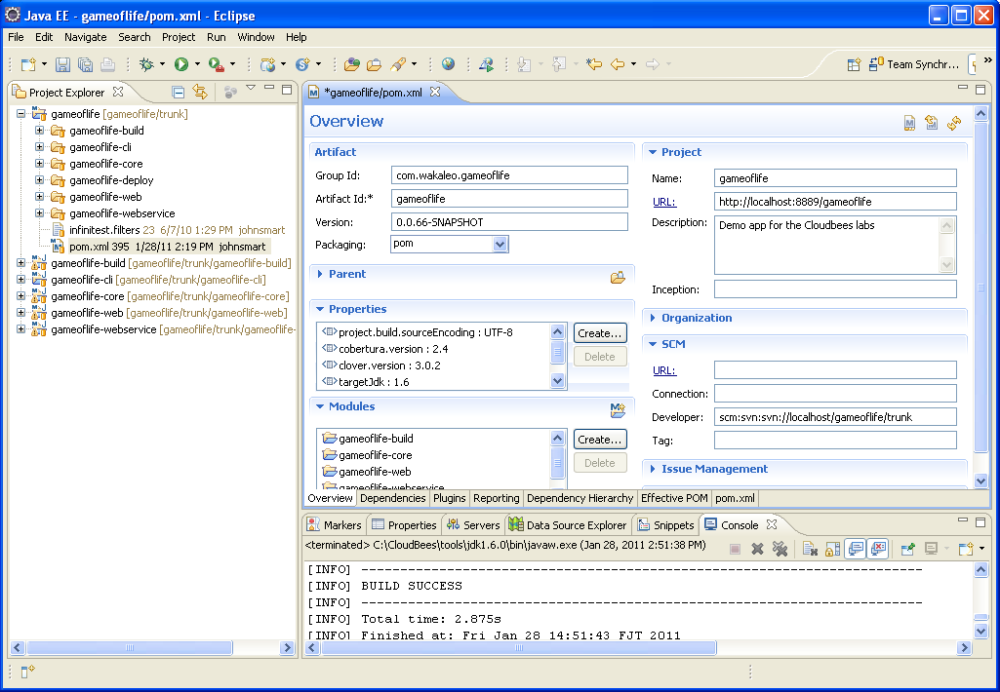 Java EE - gameoflife/pom.xml - Eclipse
File Edit Navigate Search Project Run Window Help
Team Synchr...
Project Explorer
gameoflife [gameoflife/trunk]
gameoflife-build
gameoflife-cli
gameoflife-core
gameoflife-deploy
gameoflife-web
gameoflife-webservice
infinitest.filters 23 6/7/10 1:29 PM johnsmart
pom.xml 395 1/28/11 2:19 PM johnsmart
gameoflife-build [gameoflife/trunk/gameoflife-build]
gameoflife-cli [gameoflife/trunk/gameoflife-cli]
gameoflife-core [gameoflife/trunk/gameoflife-core]
gameoflife-web [gameoflife/trunk/gameoflife-web]
gameoflife-webservice [gameoflife/trunk/gameoflife-
*gameoflife/pom.xml
Overview
Artifact
Group Id: com.wakaleo.gameoflife
Artifact Id:* gameoflife
Version: 0.0.66-SNAPSHOT
Packaging: pom
Parent
Properties
project.build.sourceEncoding : UTF-8
cobertura.version : 2.4
clover.version : 3.0.2
targetJdk : 1.6
Create...
Delete
Modules
gameoflife-build
gameoflife-core
gameoflife-web
gameoflife-webservice
Create...
Delete
Project
Name: gameoflife
URL: http://localhost:8889/gameoflife
Description: Demo app for the Cloudbees labs
Inception:
Organization
SCM
URL:
Connection:
Developer: scm:svn:svn://localhost/gameoflife/trunk
Tag:
Issue Management
Overview Dependencies Plugins Reporting Dependency Hierarchy Effective POM pom.xml
Markers Properties Servers Data Source Explorer Snippets Console
<terminated> C:\CloudBees\tools\jdk1.6.0\bin\javaw.exe (Jan 28, 2011 2:51:38 PM)
[INFO] ------------------------------------------------------------------------
[INFO] BUILD SUCCESS
[INFO] ------------------------------------------------------------------------
[INFO] Total time: 2.875s
[INFO] Finished at: Fri Jan 28 14:51:43 FJT 2011